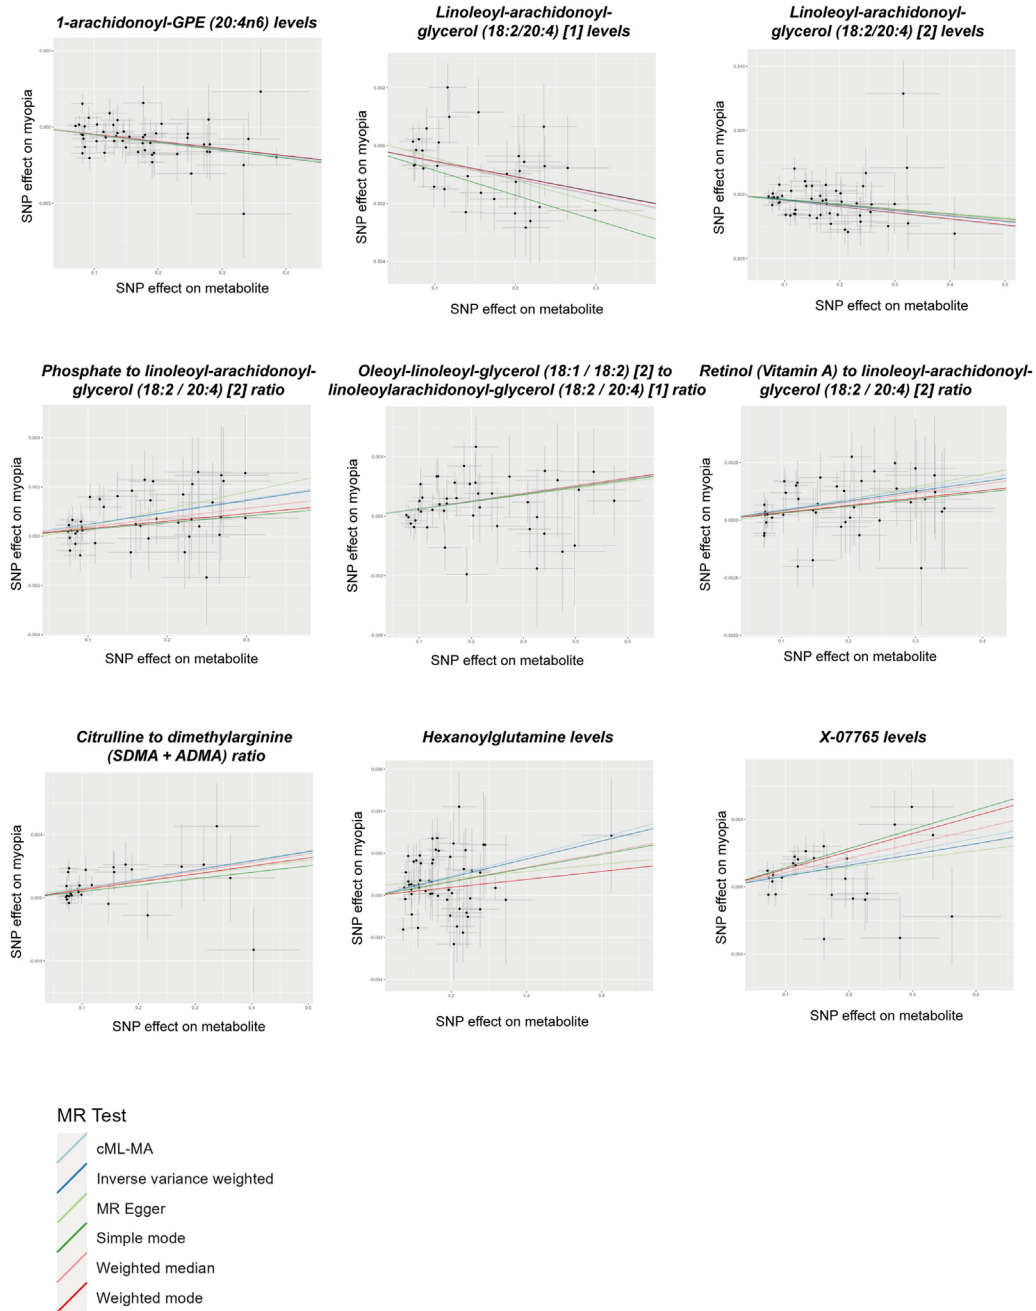 1-arachidonoyl-GPE (20:4n6) levels
SNP effect on myopia
SNP effect on metabolite
Linoleoyl-arachidonoyl-
glycerol (18:2/20:4) [1] levels
SNP effect on myopia
SNP effect on metabolite
Linoleoyl-arachidonoyl-
glycerol (18:2/20:4) [2] levels
SNP effect on myopia
SNP effect on metabolite
Phosphate to linoleoyl-arachidonoyl-
glycerol (18:2 / 20:4) [2] ratio
SNP effect on myopia
SNP effect on metabolite
Oleoyl-linoleoyl-glycerol (18:1 / 18:2) [2] to
linoleoylarachidonoyl-glycerol (18:2 / 20:4) [1] ratio
SNP effect on myopia
SNP effect on metabolite
Retinol (Vitamin A) to linoleoyl-arachidonoyl-
glycerol (18:2 / 20:4) [2] ratio
SNP effect on myopia
SNP effect on metabolite
Citrulline to dimethylarginine
(SDMA + ADMA) ratio
SNP effect on myopia
SNP effect on metabolite
Hexanoylglutamine levels
SNP effect on myopia
SNP effect on metabolite
X-07765 levels
SNP effect on myopia
SNP effect on metabolite
MR Test
cML-MA
Inverse variance weighted
MR Egger
Simple mode
Weighted median
Weighted mode